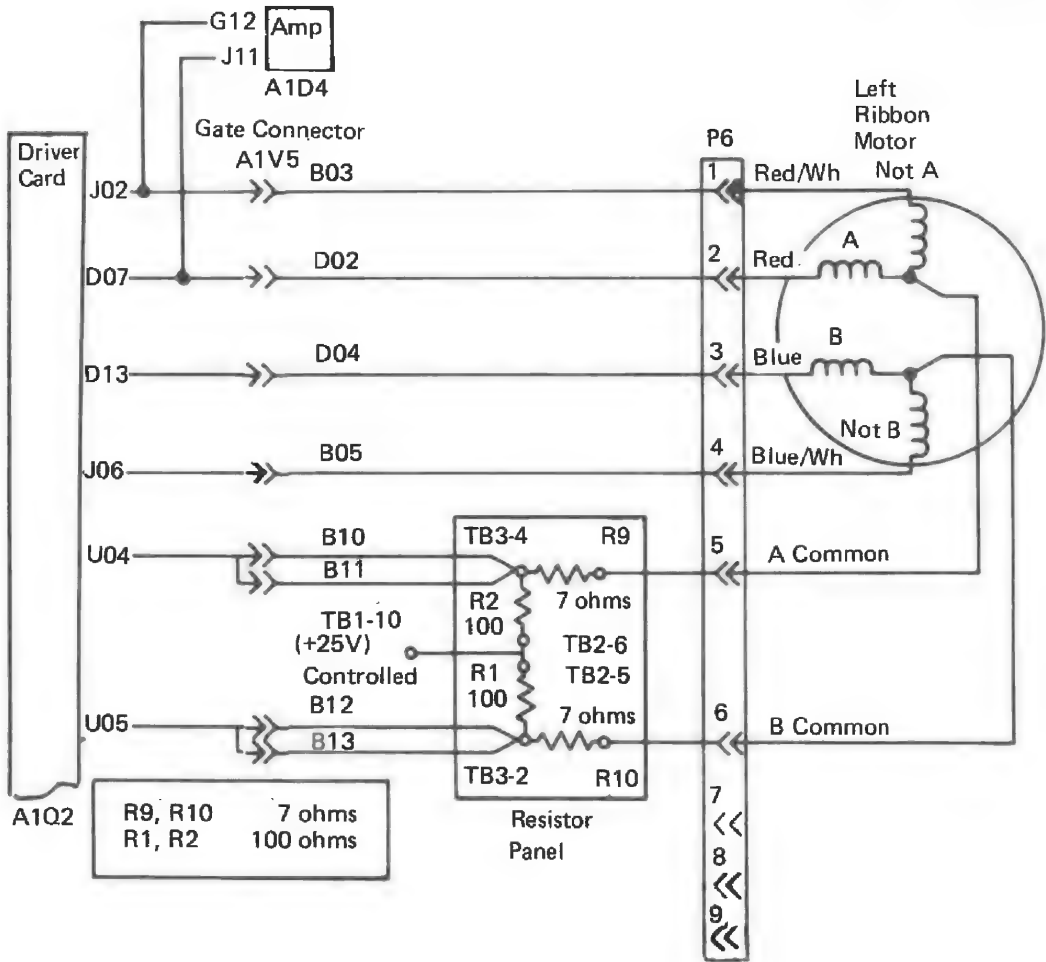 G12
Amp
J11
A1D4
Left
Ribbon
Motor
Gate Connector
A1V5
P6
Driver
Card
J02
B03
1
Red/Wh
Not A
D07
D02
2
Red
A
D13
D04
3
Blue
B
J06
B05
4
Blue/Wh
Not B
U04
B10
B11
TB3-4
R9
5
A Common
R2
100
7 ohms
TB1-10
(+25V)
Controlled
TB2-6
TB2-5
R1
100
U05
B12
B13
7 ohms
6
B Common
TB3-2
R10
A1Q2
R9, R10 7 ohms
R1, R2 100 ohms
Resistor
Panel
7
8
9